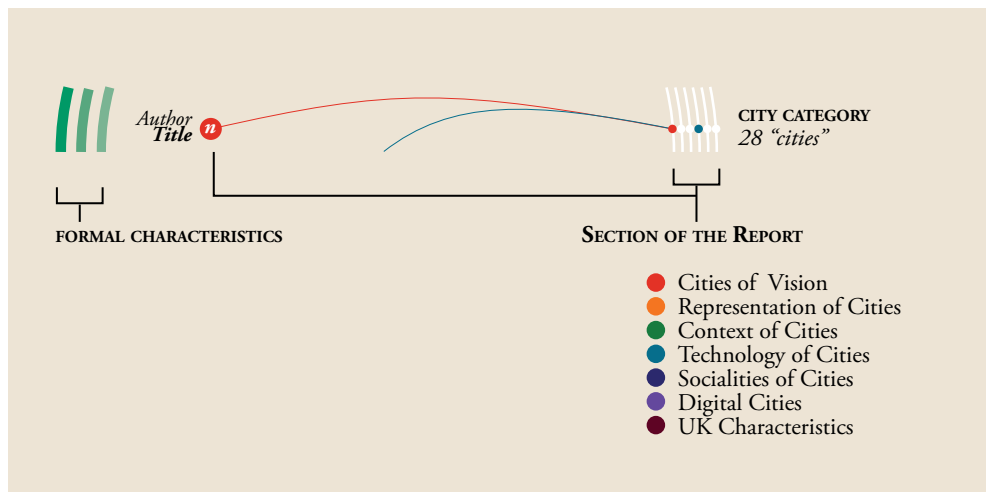 Author
Title
n
CITY CATEGORY
28 "cities"
FORMAL CHARACTERISTICS
SECTION OF THE REPORT
Cities of Vision
Representation of Cities
Context of Cities
Technology of Cities
Socialities of Cities
Digital Cities
UK Characteristics